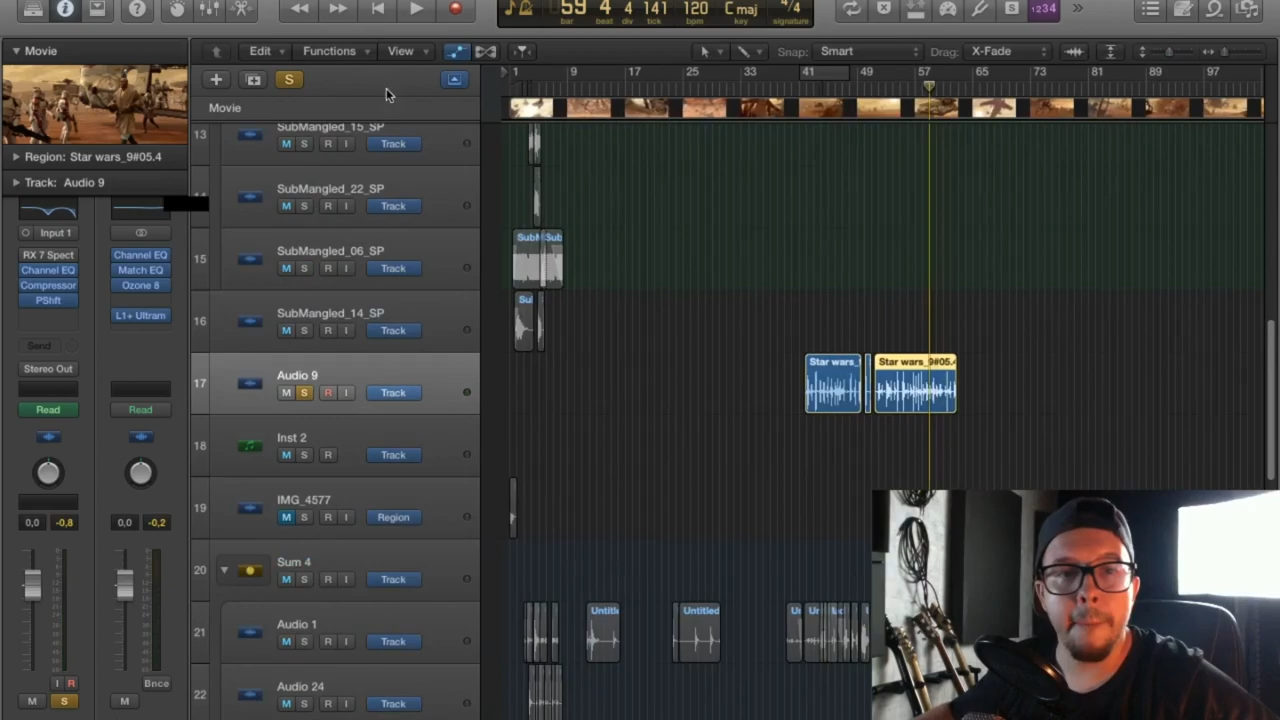 59 4 4 141 120 C maj 4/4
bar beat div tick bpm key signature
S 1234
Movie
Edit Functions View
Snap: Smart
Drag: X-Fade
S
1 9 17 25 33 41 49 57 65 73 81 89 97
Movie
Region: Star wars_9#05.4
Track: Audio 9
13 SubMangled_15_SP
M S R I Track
SubMangled_22_SP
M S R I Track
15 SubMangled_06_SP
M S R I Track
Sub
16 SubMangled_14_SP
M S R I Track
17 Audio 9
M S R I Track
Star wars_
Star wars_9#05.4
18 Inst 2
M S R Track
19 IMG_4577
M S R I Region
20 Sum 4
M S R I Track
21 Audio 1
M S R I Track
Untitled
22 Audio 24
M S R I Track
Input 1
RX 7 Spect
Channel EQ
Compressor
PShft
Send
Stereo Out
Read
0,0 -0,8
I R
M S
Channel EQ
Match EQ
Ozone 8
L1+ Ultram
Read
0,0 -0,2
Bnce
M